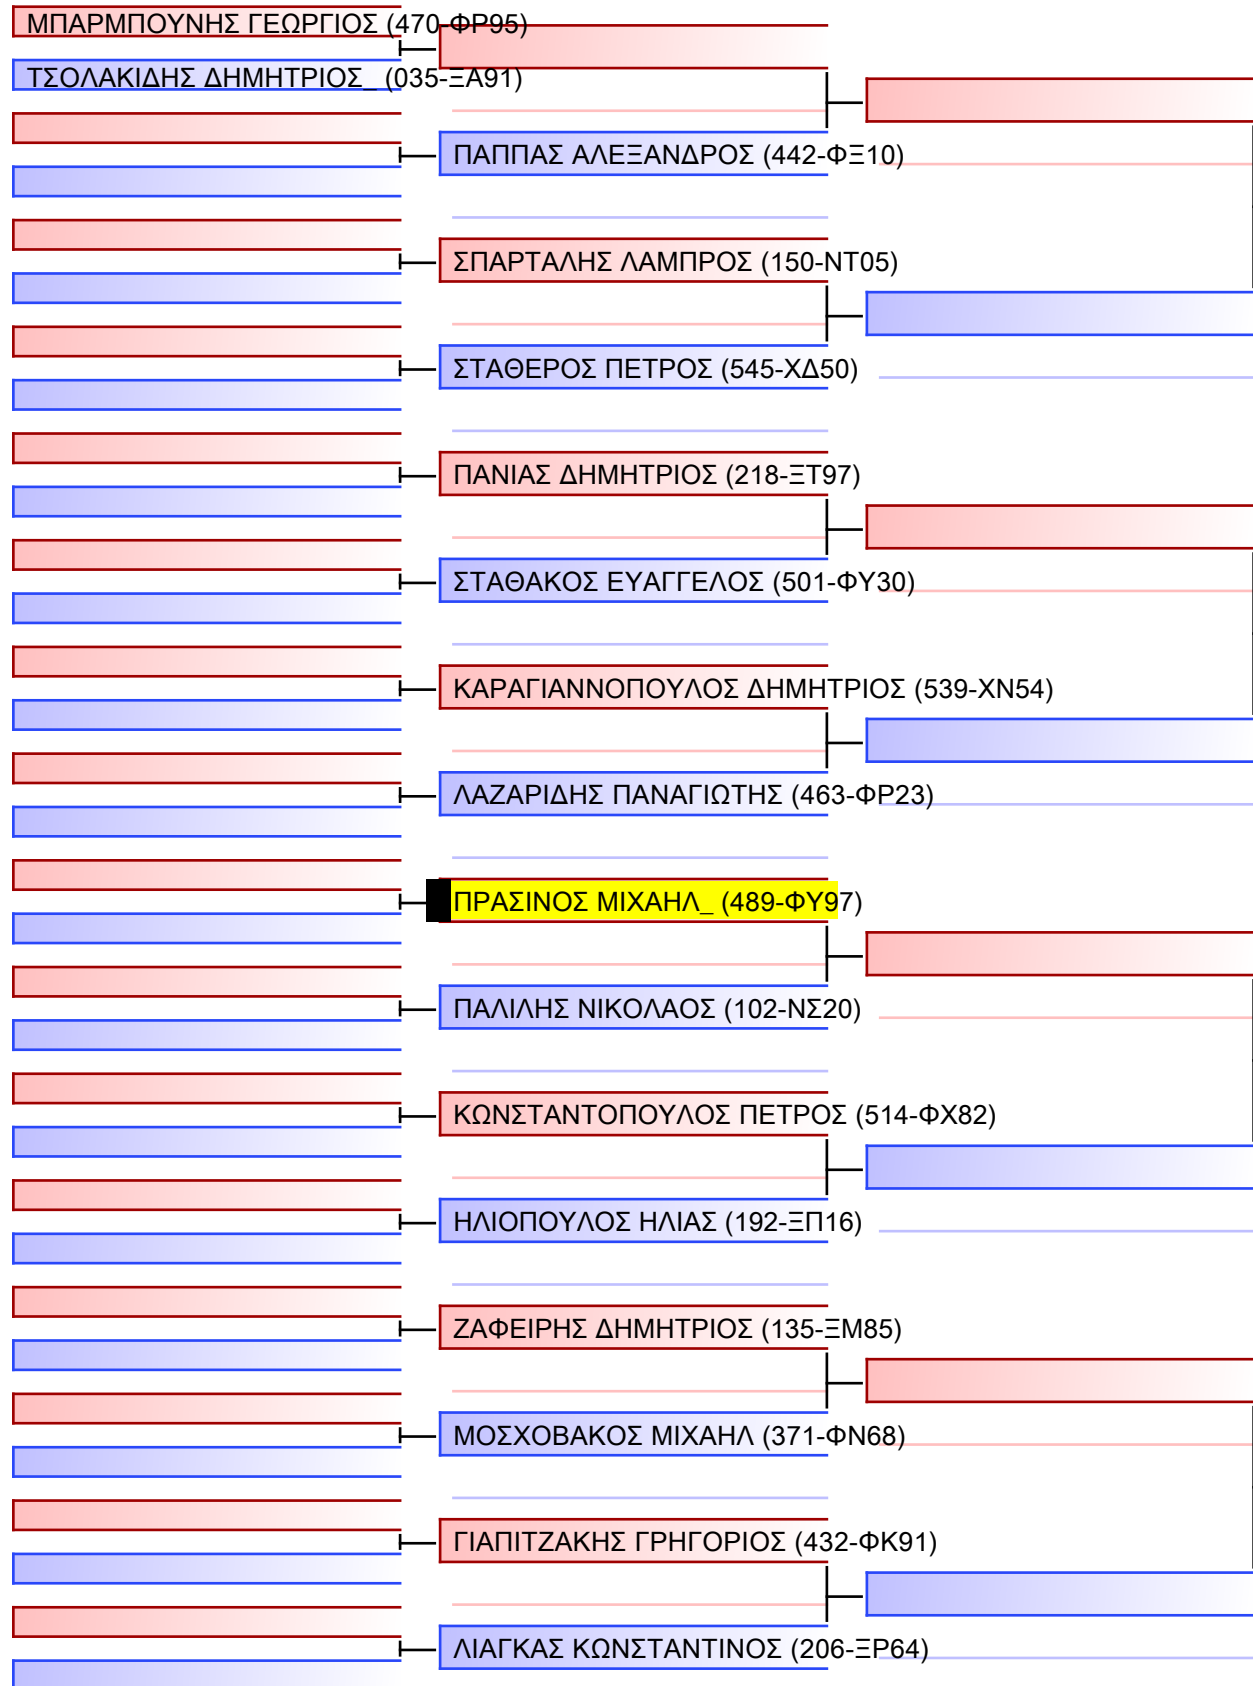 ΜΠΑΡΜΠΟΥΝΗΣ ΓΕΩΡΓΙΟΣ (470-ΦΡ95)
ΤΣΟΛΑΚΙΔΗΣ ΔΗΜΗΤΡΙΟΣ_ (035-ΞΑ91)
ΠΑΠΠΑΣ ΑΛΕΞΑΝΔΡΟΣ (442-ΦΞ10)
ΣΠΑΡΤΑΛΗΣ ΛΑΜΠΡΟΣ (150-ΝΤ05)
ΣΤΑΘΕΡΟΣ ΠΕΤΡΟΣ (545-ΧΔ50)
ΠΑΝΙΑΣ ΔΗΜΗΤΡΙΟΣ (218-ΞΤ97)
ΣΤΑΘΑΚΟΣ ΕΥΑΓΓΕΛΟΣ (501-ΦΥ30)
ΚΑΡΑΓΙΑΝΝΟΠΟΥΛΟΣ ΔΗΜΗΤΡΙΟΣ (539-ΧΝ54)
ΛΑΖΑΡΙΔΗΣ ΠΑΝΑΓΙΩΤΗΣ (463-ΦΡ23)
ΠΡΑΣΙΝΟΣ ΜΙΧΑΗΛ_ (489-ΦΥ97)
ΠΑΛΙΛΗΣ ΝΙΚΟΛΑΟΣ (102-ΝΣ20)
ΚΩΝΣΤΑΝΤΟΠΟΥΛΟΣ ΠΕΤΡΟΣ (514-ΦΧ82)
ΗΛΙΟΠΟΥΛΟΣ ΗΛΙΑΣ (192-ΞΠ16)
ΖΑΦΕΙΡΗΣ ΔΗΜΗΤΡΙΟΣ (135-ΞΜ85)
ΜΟΣΧΟΒΑΚΟΣ ΜΙΧΑΗΛ (371-ΦΝ68)
ΓΙΑΠΙΤΖΑΚΗΣ ΓΡΗΓΟΡΙΟΣ (432-ΦΚ91)
ΛΙΑΓΚΑΣ ΚΩΝΣΤΑΝΤΙΝΟΣ (206-ΞΡ64)